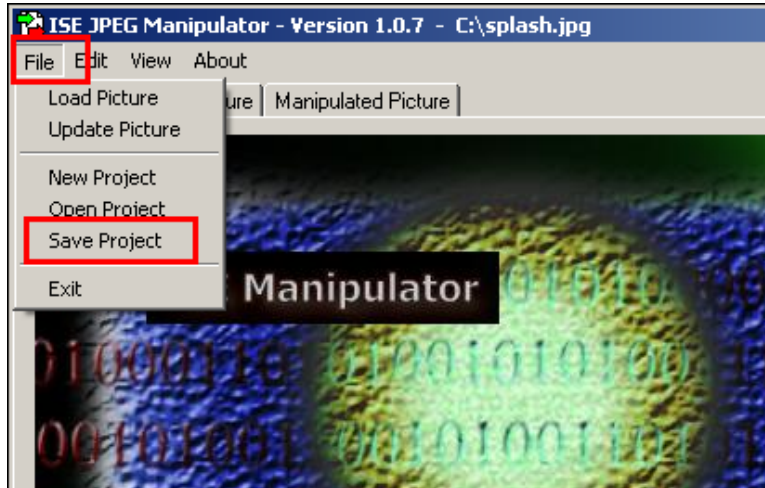 ISE JPEG Manipulator - Version 1.0.7 - C:\splash.jpg
File Edit View About
Load Picture
Manipulated Picture
Update Picture
New Project
Open Project
Save Project
Exit
Manipulator